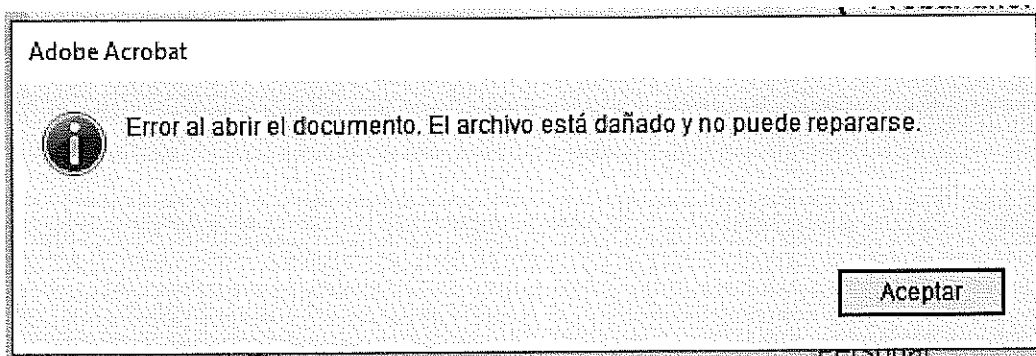 Adobe Acrobat
Error al abrir el documento. El archivo está dañado y no puede repararse.
Aceptar